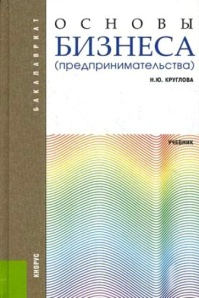 ОСНОВЫ
БИЗНЕСА
(предпринимательства)
Н.Ю. КРУГЛОВА
УЧЕБНИК
БАКАЛАВРИАТ
КНОРУС